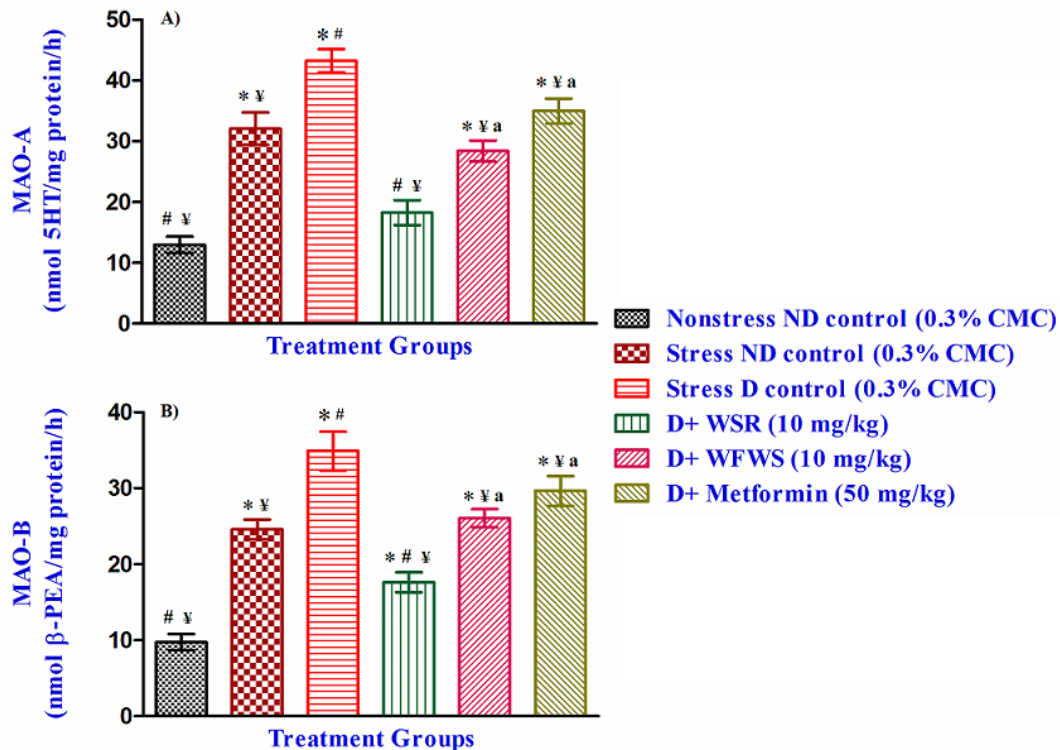 A)
MAO-A
(nmol 5HT/mg protein/h)
50
40
30
20
10
0
# ¥
* ¥
* #
# ¥
* ¥ a
* ¥ a
Treatment Groups
B)
MAO-B
(nmol β-PEA/mg protein/h)
40
30
20
10
0
# ¥
* ¥
* #
* # ¥
* ¥ a
* ¥ a
Treatment Groups
Nonstress ND control (0.3% CMC)
Stress ND control (0.3% CMC)
Stress D control (0.3% CMC)
D+ WSR (10 mg/kg)
D+ WFWS (10 mg/kg)
D+ Metformin (50 mg/kg)